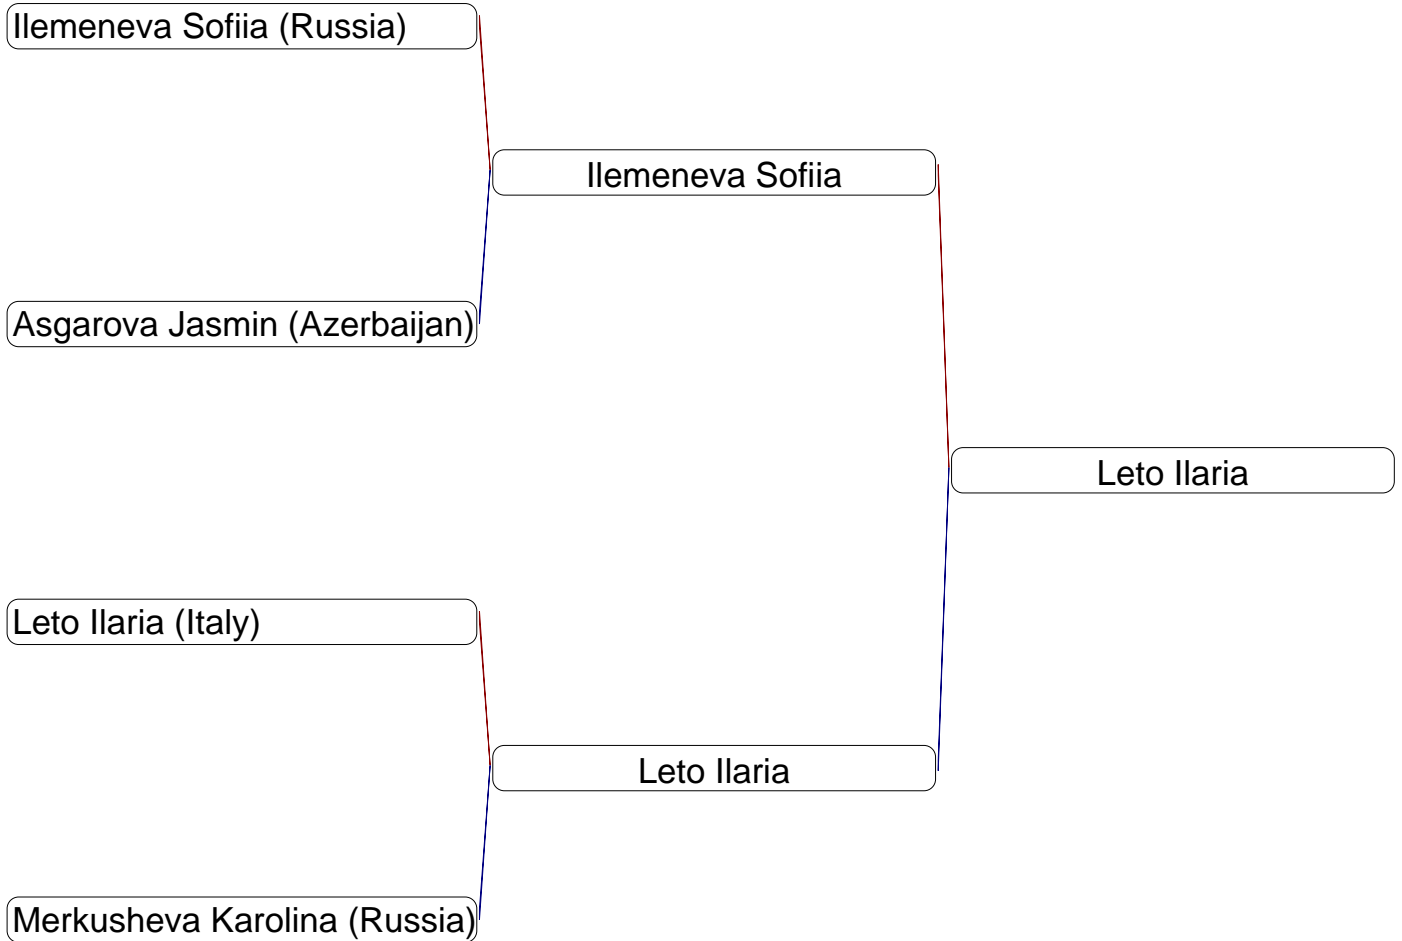 Ilemeneva Sofiia (Russia)
Ilemeneva Sofiia
Asgarova Jasmin (Azerbaijan)
Leto Ilaria
Leto Ilaria (Italy)
Leto Ilaria
Merkusheva Karolina (Russia)